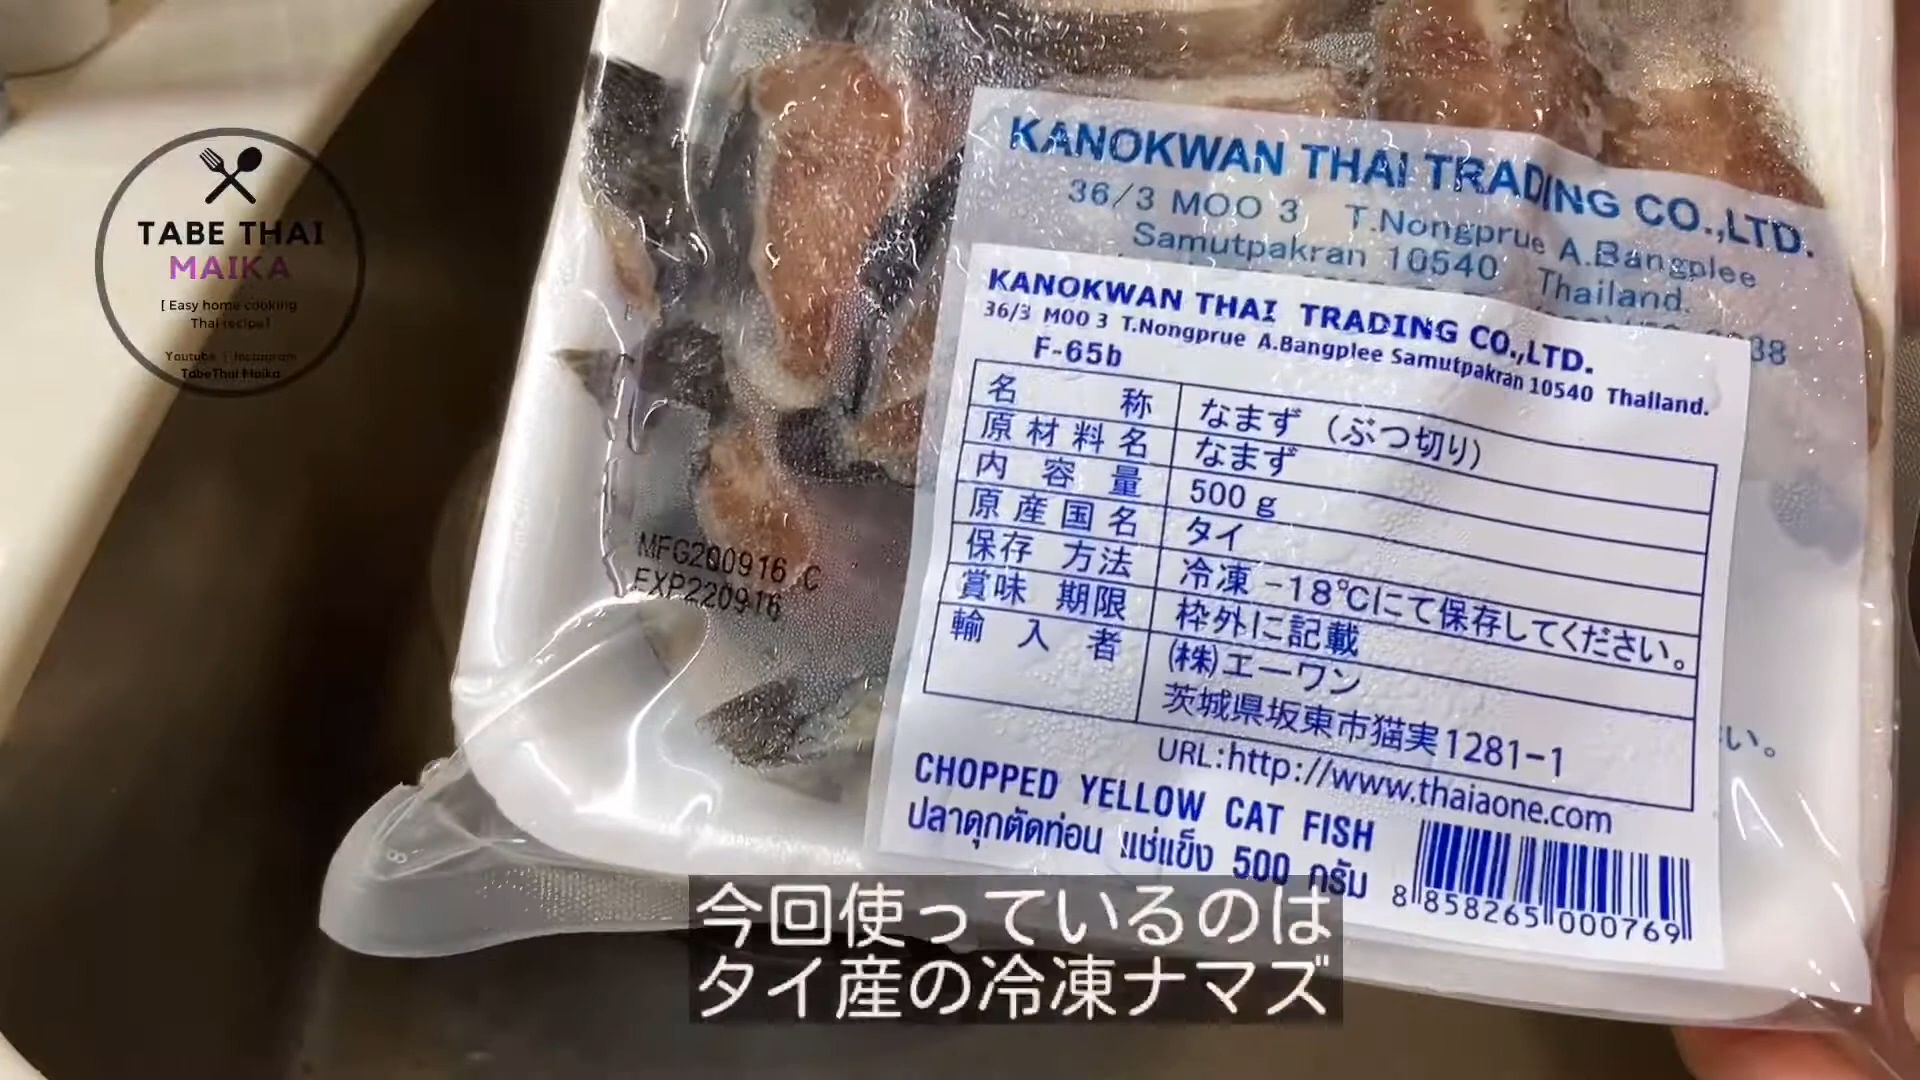 TABE THAI
MAIKA
[ Easy home cooking
Thai recipe]
Youtube | Instagram
TabeThai Maika
KANOKWAN THAI TRADING CO.,LTD.
36/3 MOO 3 T.Nongprue A.Bangplee
Samutpakran 10540 Thailand.
38
KANOKWAN THAI TRADING CO.,LTD.
36/3 MOO 3 T.Nongprue A.Bangplee Samutpakran 10540 Thailand.
F-65b
名称 なまず（ぶつ切り）
原材料名 なまず
内容量 500g
原産国名 タイ
保存方法 冷凍-18℃にて保存してください。
賞味期限 枠外に記載
輸入者 (株)エーワン
茨城県坂東市猫実1281-1
URL:http://www.thaiaone.com
い。
CHOPPED YELLOW CAT FISH
ปลาดุกตัดท่อน แช่แข็ง 500 กรัม
8 858265 000769
MFG200916 C
EXP220916
今回使っているのは
タイ産の冷凍ナマズ